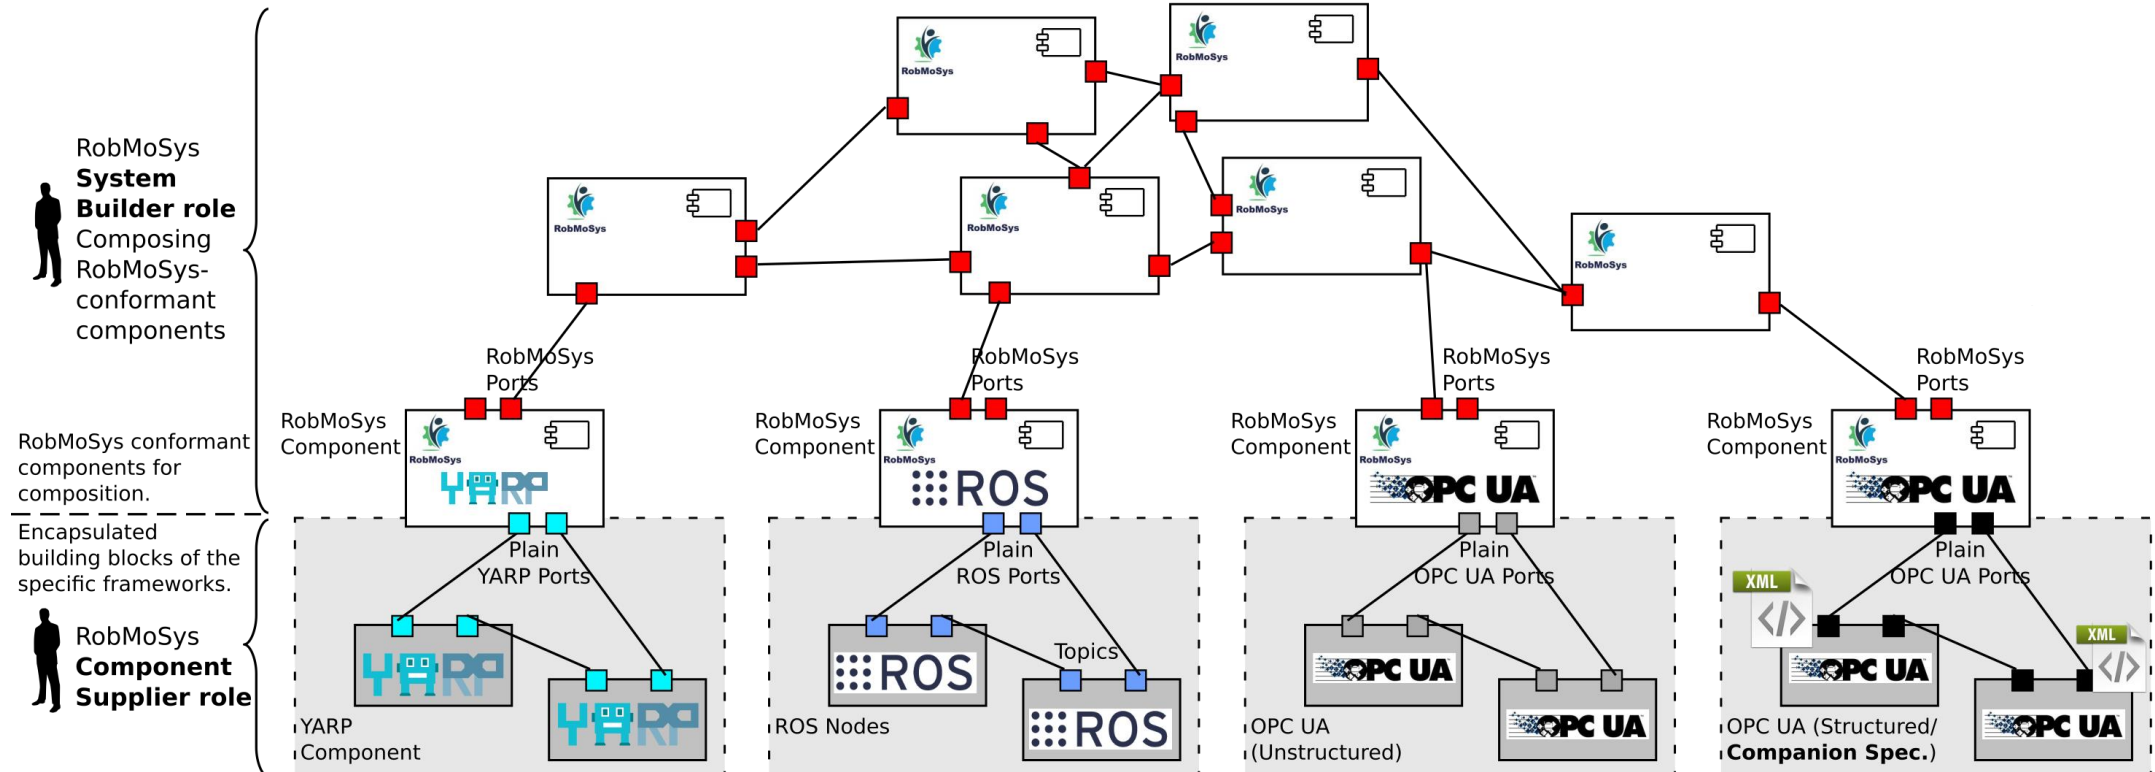 RobMoSys
System
Builder role
Composing
RobMoSys-
conformant
components
RobMoSys conformant
components for
composition.
Encapsulated
building blocks of the
specific frameworks.
RobMoSys
Component
Supplier role
RobMoSys
RobMoSys
RobMoSys
RobMoSys
RobMoSys
RobMoSys
RobMoSys
Ports
RobMoSys
Ports
RobMoSys
Ports
RobMoSys
Ports
RobMoSys
Component
RobMoSys
YARP
RobMoSys
Component
RobMoSys
ROS
RobMoSys
Component
RobMoSys
OPC UA
RobMoSys
Component
RobMoSys
OPC UA
Plain
YARP Ports
YARP
YARP
YARP
Component
Plain
ROS Ports
Topics
ROS
ROS
ROS Nodes
Plain
OPC UA Ports
OPC UA
OPC UA
OPC UA
(Unstructured)
Plain
OPC UA Ports
XML
XML
OPC UA
OPC UA
OPC UA (Structured/
Companion Spec.)